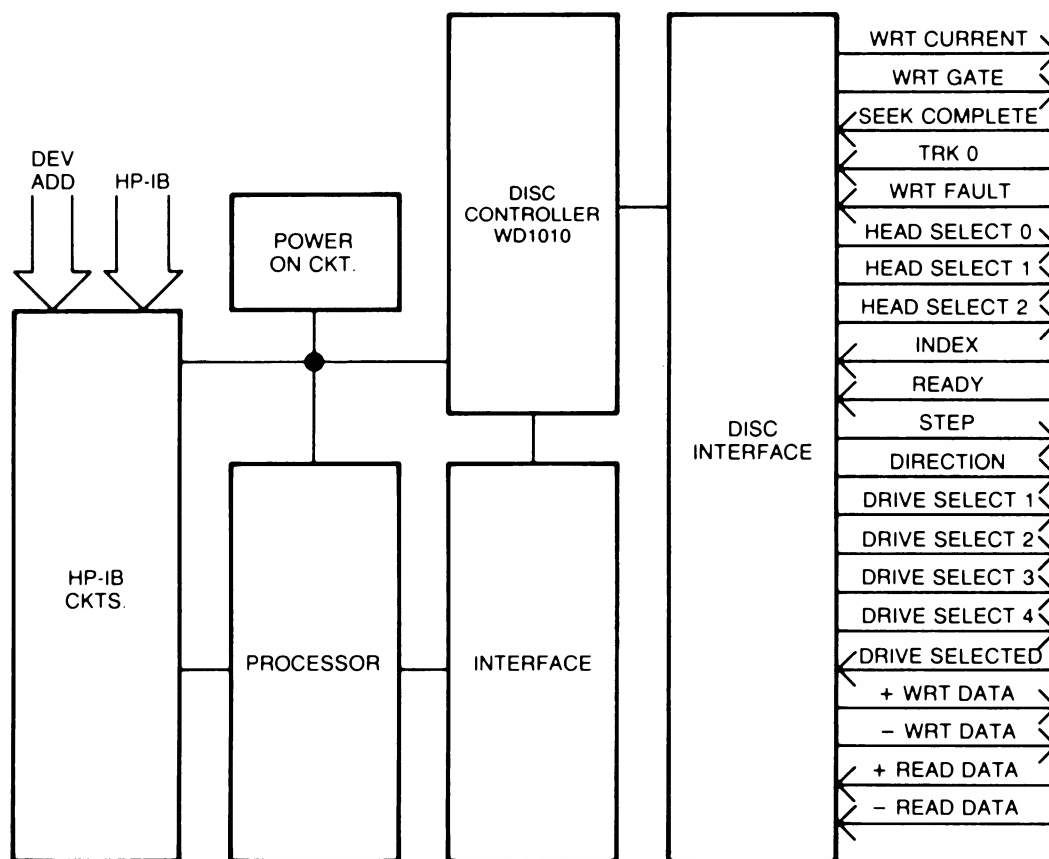 DEV
ADD
HP-IB
POWER
ON CKT.
DISC
CONTROLLER
WD1010
HP-IB
CKTS.
PROCESSOR
INTERFACE
DISC
INTERFACE
WRT CURRENT
WRT GATE
SEEK COMPLETE
TRK 0
WRT FAULT
HEAD SELECT 0
HEAD SELECT 1
HEAD SELECT 2
INDEX
READY
STEP
DIRECTION
DRIVE SELECT 1
DRIVE SELECT 2
DRIVE SELECT 3
DRIVE SELECT 4
DRIVE SELECTED
+ WRT DATA
− WRT DATA
+ READ DATA
− READ DATA